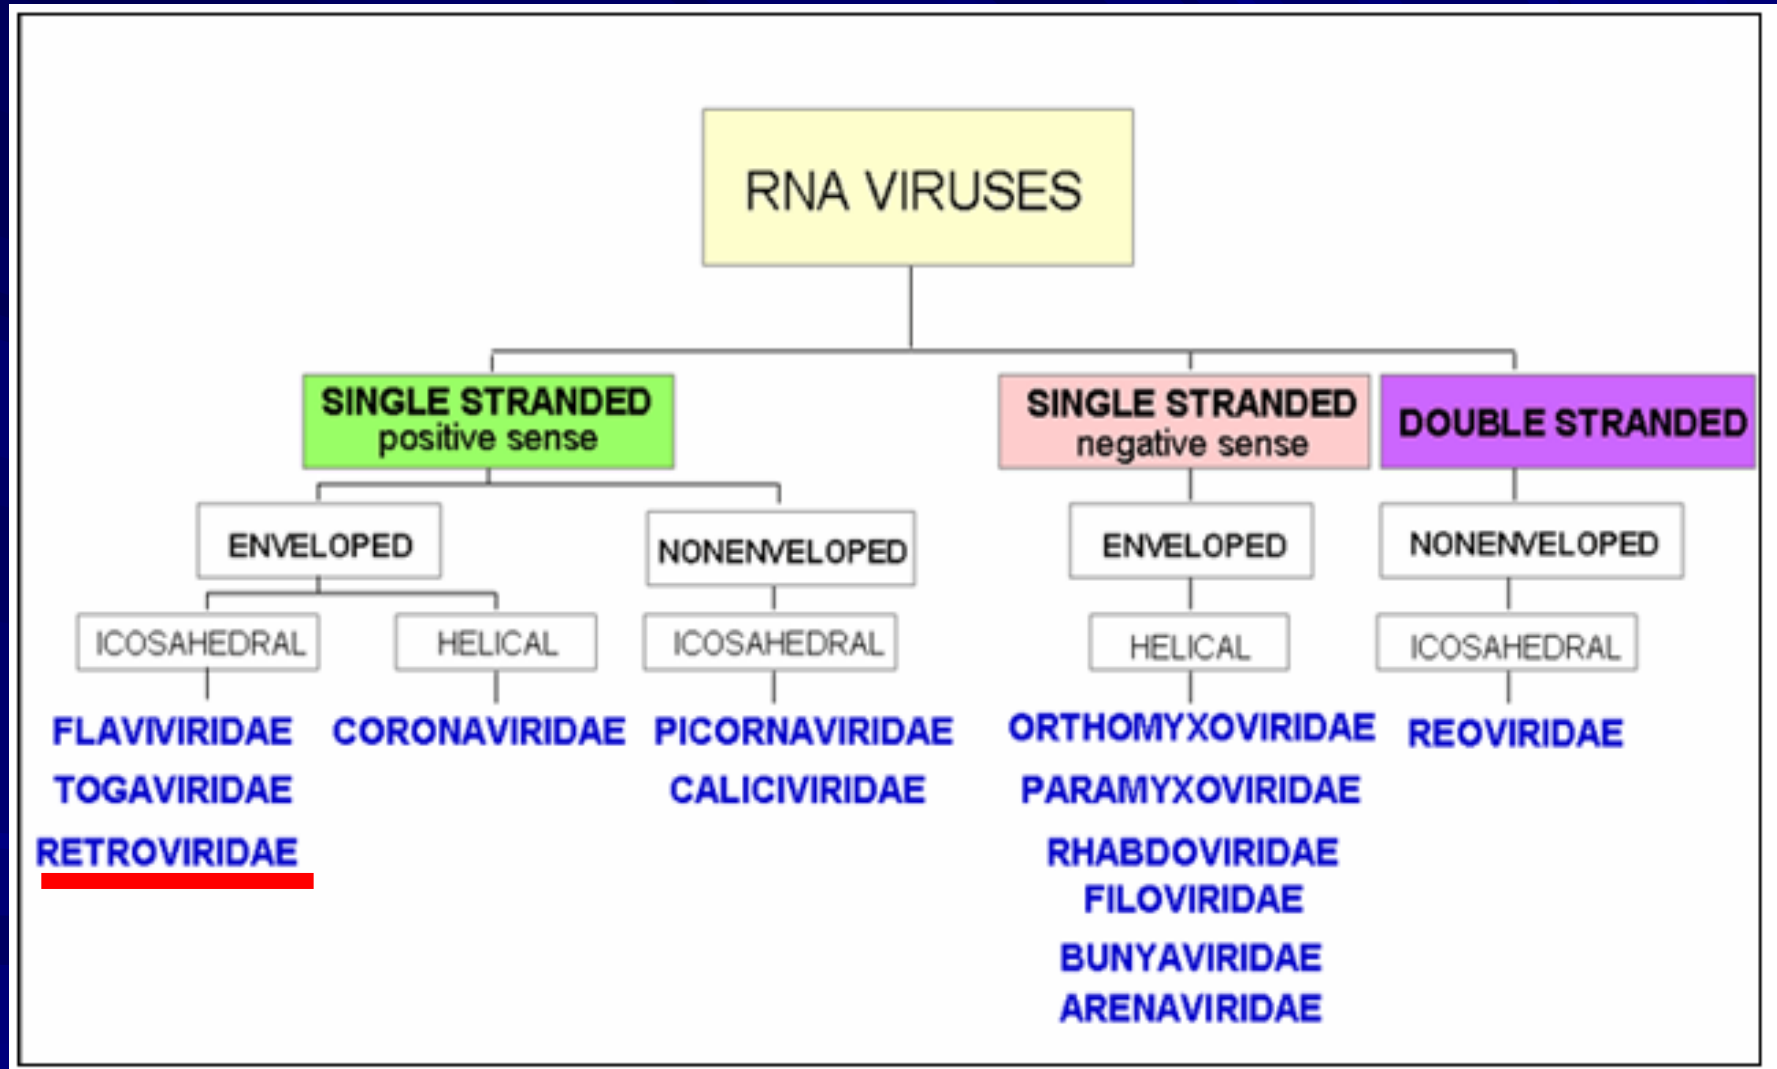 RNA VIRUSES
SINGLE STRANDED
positive sense
SINGLE STRANDED
negative sense
DOUBLE STRANDED
ENVELOPED
NONENVELOPED
ENVELOPED
NONENVELOPED
ICOSAHEDRAL
HELICAL
ICOSAHEDRAL
HELICAL
ICOSAHEDRAL
FLAVIVIRIDAE
TOGAVIRIDAE
RETROVIRIDAE
CORONAVIRIDAE
PICORNAVIRIDAE
CALICIVIRIDAE
ORTHOMYXOVIRIDAE
PARAMYXOVIRIDAE
RHABDOVIRIDAE
FILOVIRIDAE
BUNYAVIRIDAE
ARENAVIRIDAE
REOVIRIDAE